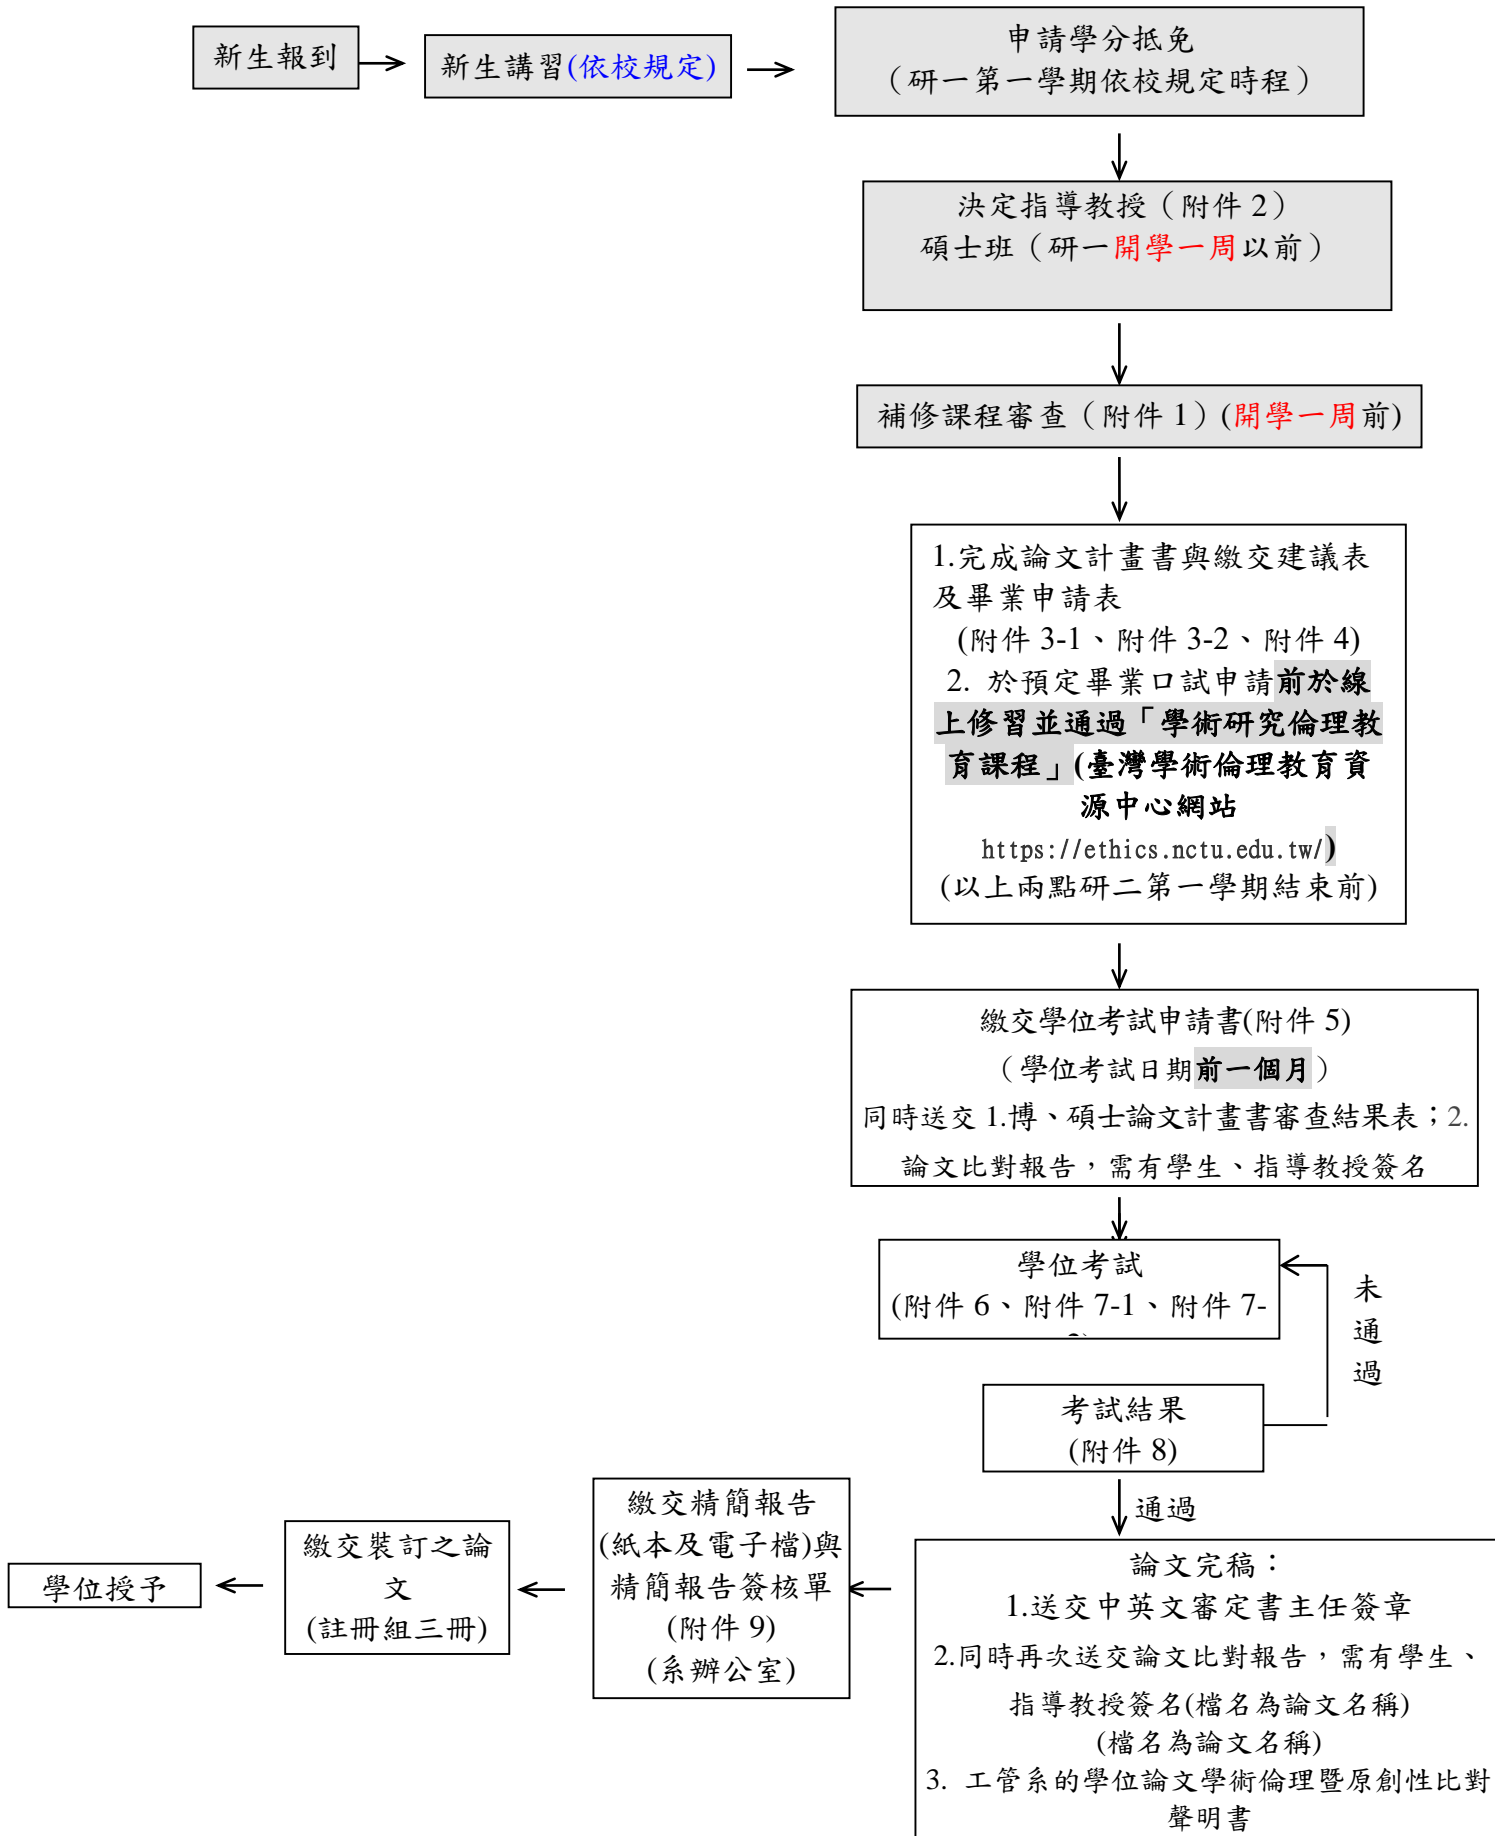 新生報到
新生講習(依校規定)
申請學分抵免
（研一第一學期依校規定時程）
決定指導教授（附件 2）
碩士班（研一開學一周以前）
補修課程審查（附件 1）(開學一周前)
1.完成論文計畫書與繳交建議表
及畢業申請表
(附件 3-1、附件 3-2、附件 4)
2. 於預定畢業口試申請前於線
上修習並通過「學術研究倫理教
育課程」(臺灣學術倫理教育資
源中心網站
https://ethics.nctu.edu.tw/)
(以上兩點研二第一學期結束前)
繳交學位考試申請書(附件 5)
（學位考試日期前一個月）
同時送交 1.博、碩士論文計畫書審查結果表；2.
論文比對報告，需有學生、指導教授簽名
學位考試
(附件 6、附件 7-1、附件 7-
未
通
過
考試結果
(附件 8)
通過
論文完稿：
1.送交中英文審定書主任簽章
2.同時再次送交論文比對報告，需有學生、
指導教授簽名(檔名為論文名稱)
(檔名為論文名稱)
3. 工管系的學位論文學術倫理暨原創性比對
聲明書
繳交精簡報告
(紙本及電子檔)與
精簡報告簽核單
(附件 9)
(系辦公室)
繳交裝訂之論
文
(註冊組三冊)
學位授予